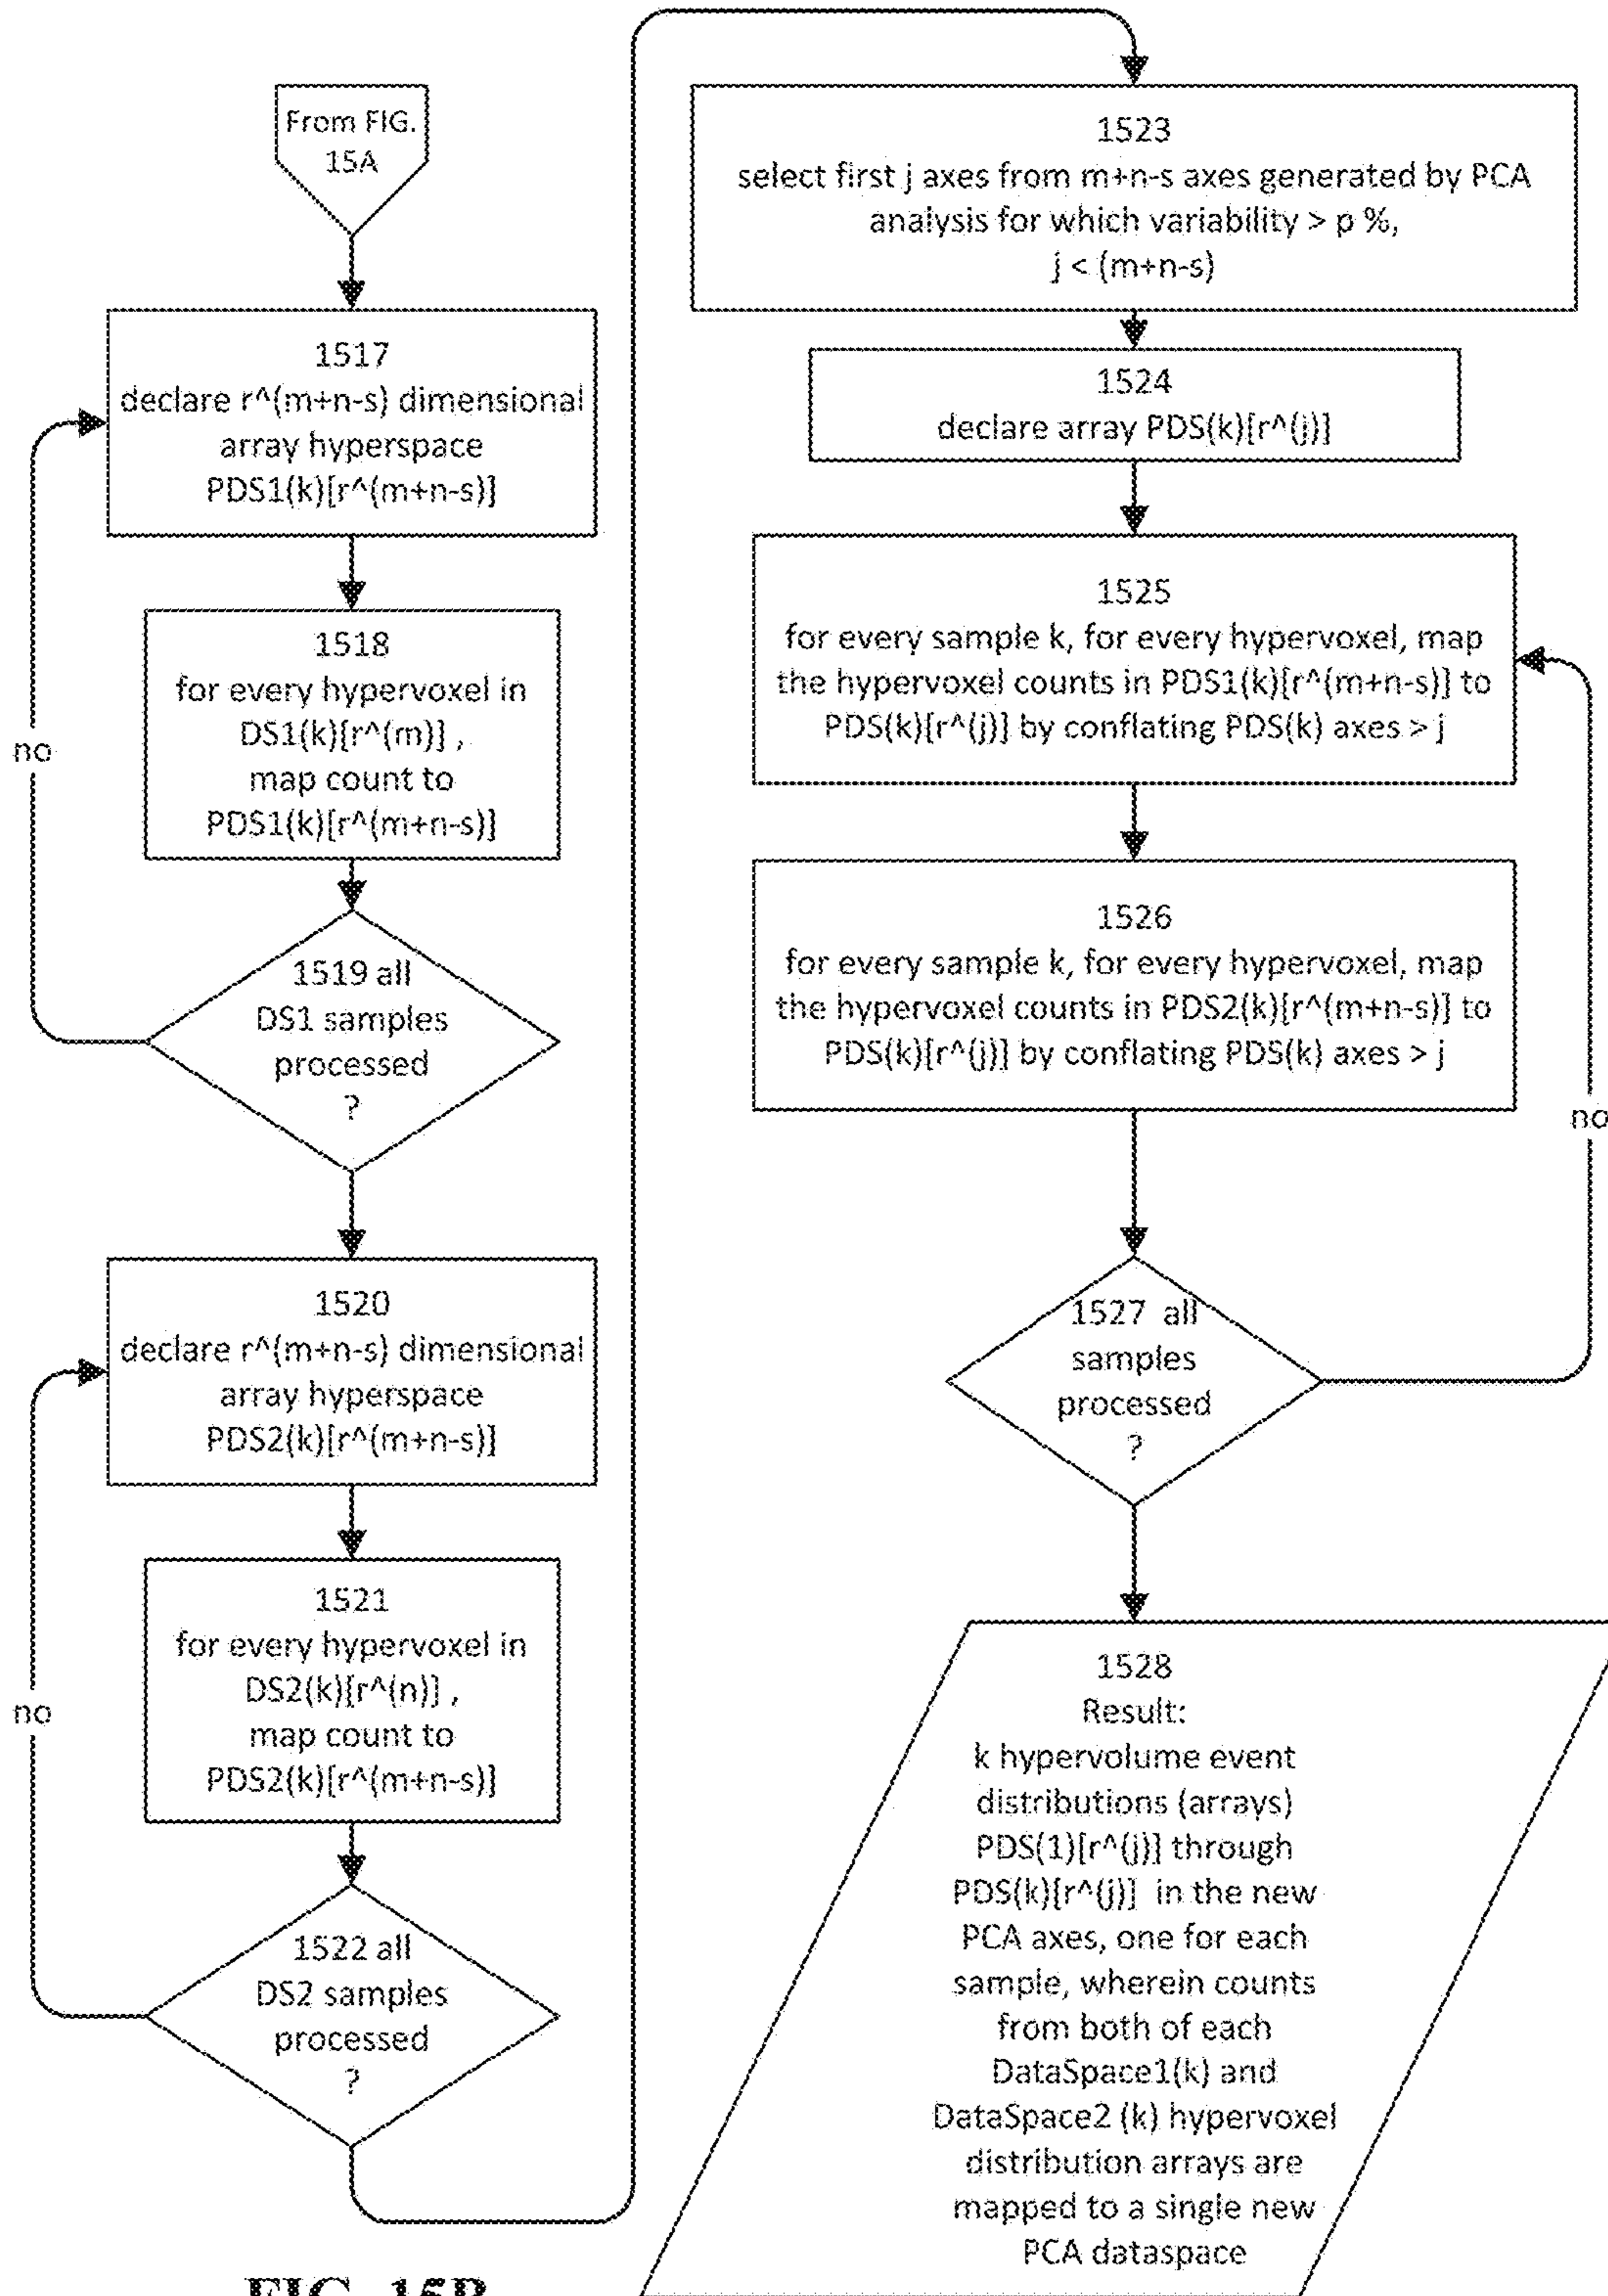 From FIG.
15A
1517
declare r^(m+n-s) dimensional
array hyperspace
PDS1(k)[r^(m+n-s)]
1518
for every hypervoxel in
DS1(k)[r^(m)] ,
map count to
PDS1(k)[r^(m+n-s)]
no
1519 all
DS1 samples
processed
?
1520
declare r^(m+n-s) dimensional
array hyperspace
PDS2(k)[r^(m+n-s)]
1521
for every hypervoxel in
DS2(k)[r^(n)] ,
map count to
PDS2(k)[r^(m+n-s)]
no
1522 all
DS2 samples
processed
?
1523
select first j axes from m+n-s axes generated by PCA
analysis for which variability > p %,
j < (m+n-s)
1524
declare array PDS(k)[r^(j)]
1525
for every sample k, for every hypervoxel, map
the hypervoxel counts in PDS1(k)[r^(m+n-s)] to
PDS(k)[r^(j)] by conflating PDS(k) axes > j
1526
for every sample k, for every hypervoxel, map
the hypervoxel counts in PDS2(k)[r^(m+n-s)] to
PDS(k)[r^(j)] by conflating PDS(k) axes > j
no
1527 all
samples
processed
?
1528
Result:
k hypervolume event
distributions (arrays)
PDS(1)[r^(j)] through
PDS(k)[r^(j)] in the new
PCA axes, one for each
sample, wherein counts
from both of each
DataSpace1(k) and
DataSpace2 (k) hypervoxel
distribution arrays are
mapped to a single new
PCA dataspace
FIG. 15B